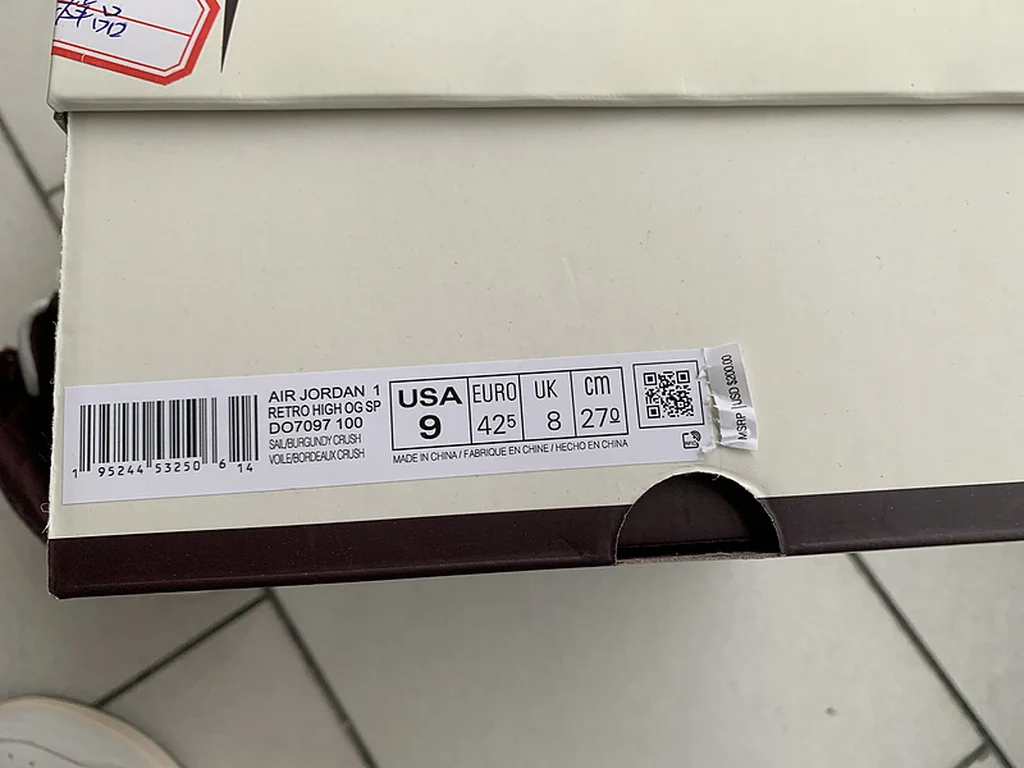 AIR JORDAN 1
RETRO HIGH OG SP
DO7097 100
SAIL/BURGUNDY CRUSH
VOILE/BORDEAUX CRUSH
1 95244 53250 6 14
USA
9
EURO
42⁵
UK
8
cm
27º
MADE IN CHINA / FABRIQUE EN CHINE / HECHO EN CHINA
MSRP USD $200.00